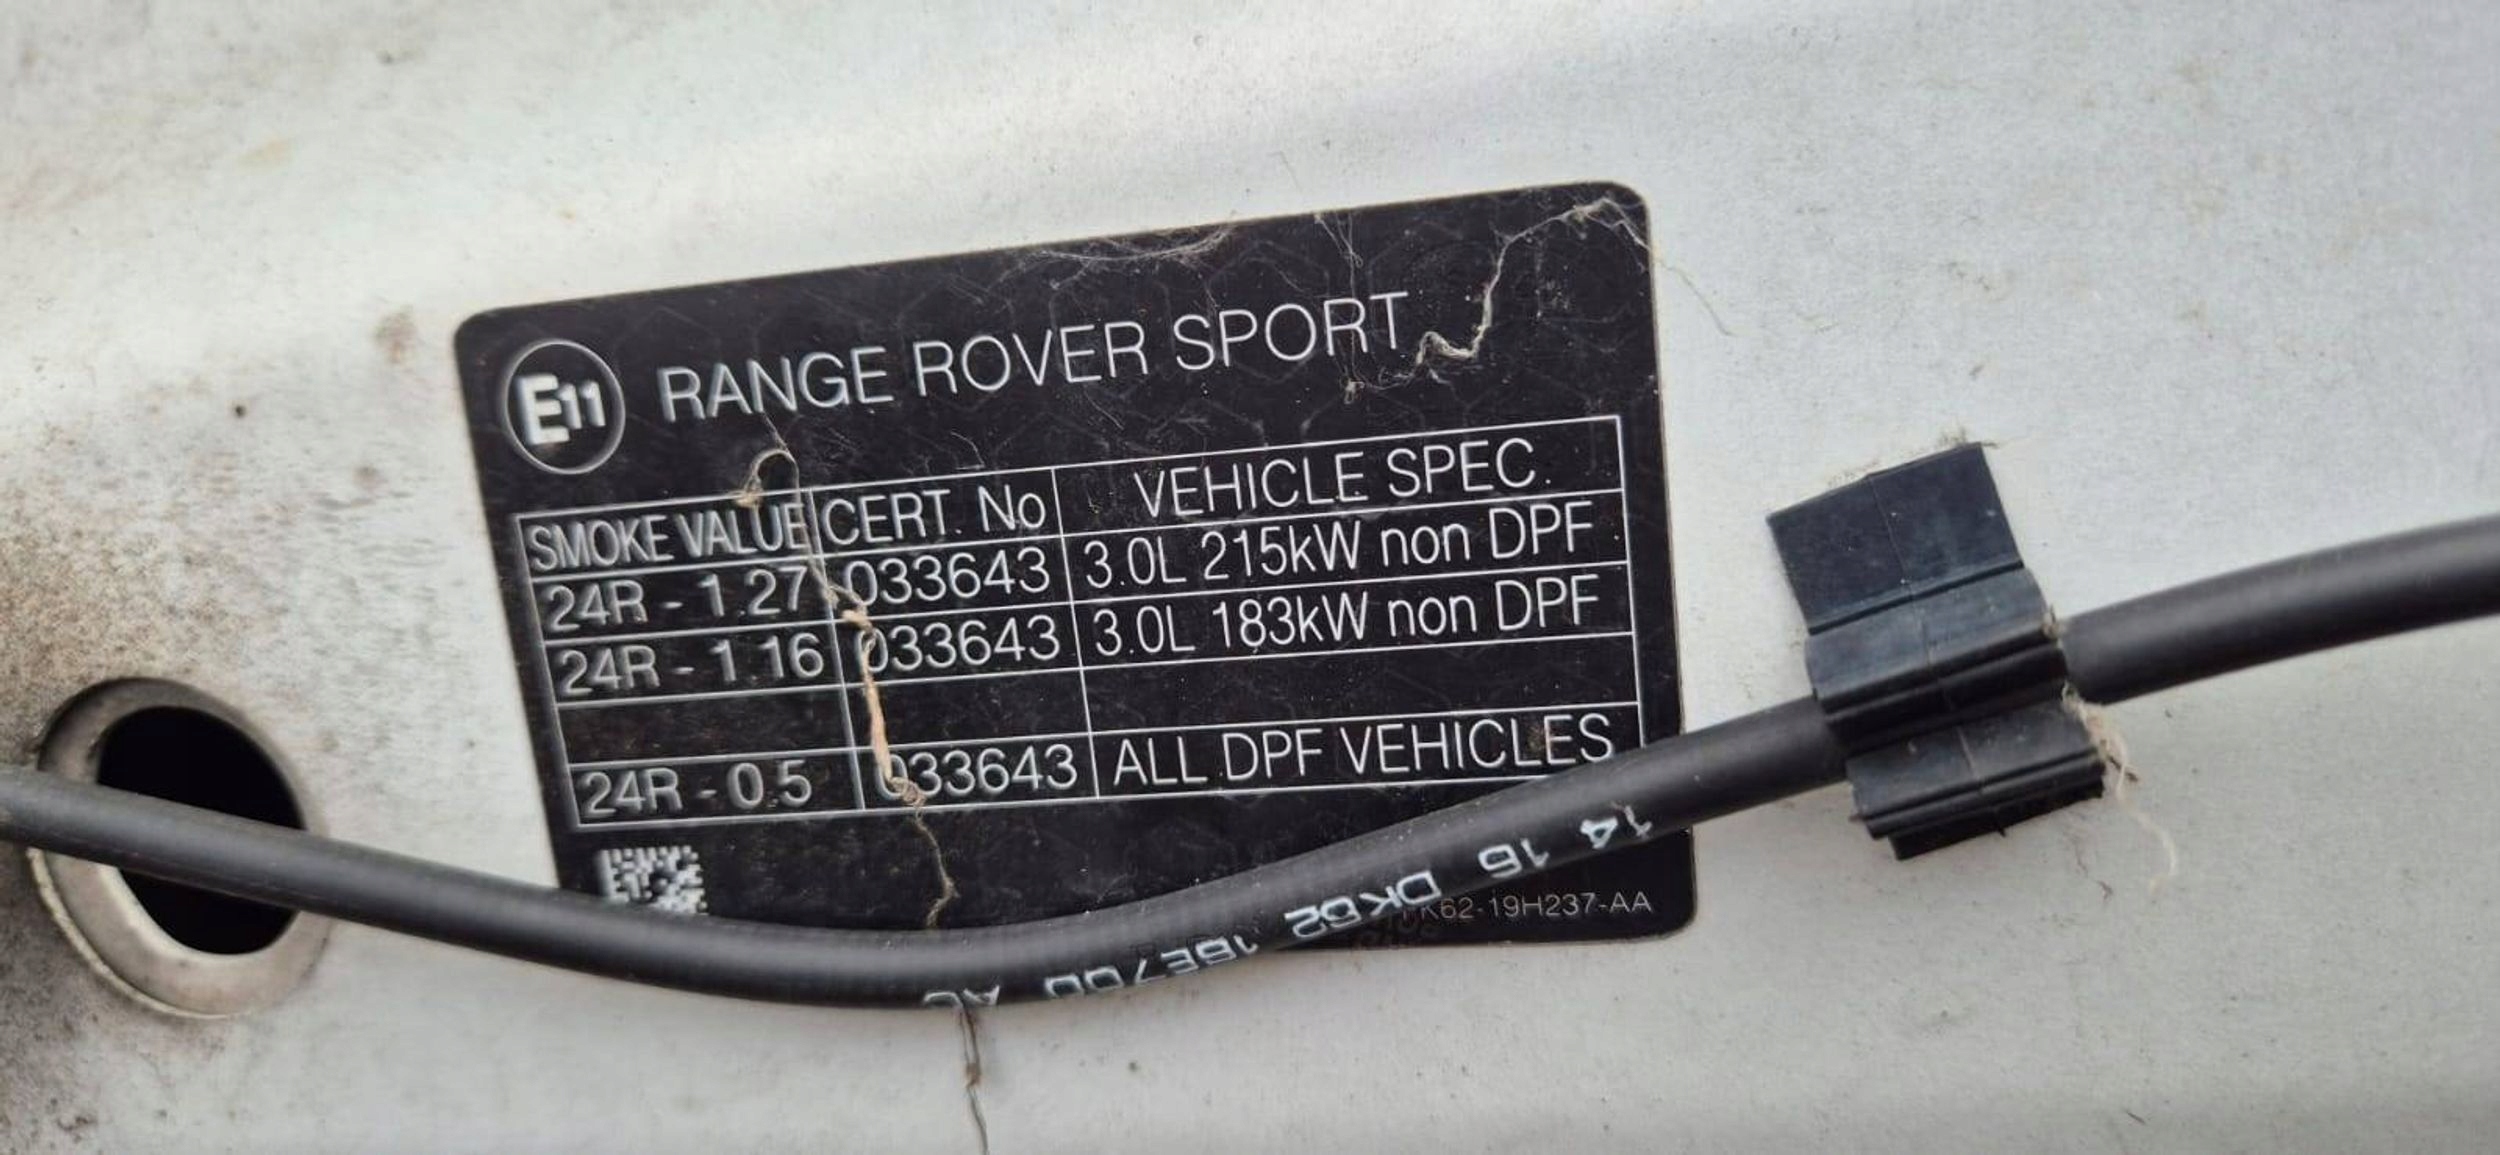 E11 RANGE ROVER SPORT
SMOKE VALUE CERT. No VEHICLE SPEC.
24R - 1.27 033643 3.0L 215kW non DPF
24R - 1.16 033643 3.0L 183kW non DPF
24R - 0.5 033643 ALL DPF VEHICLES
K62-19H237-AA
14 16 DK62 16E700 AC